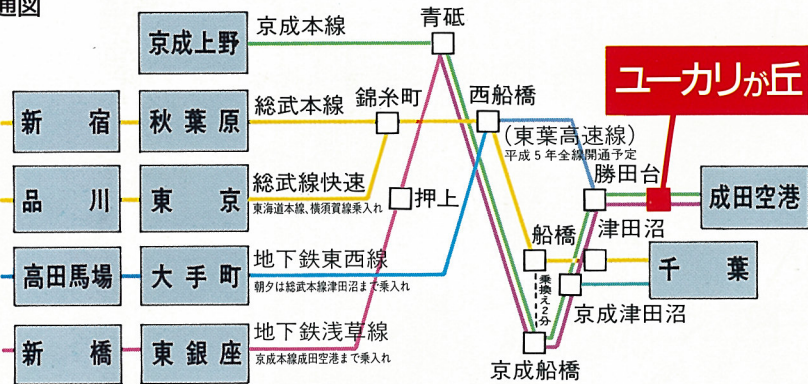 通図
京成上野
京成本線
青砥
ユーカリが丘
新宿
秋葉原
総武本線
錦糸町
西船橋
(東葉高速線)
平成5年全線開通予定
品川
東京
総武線快速
東海道本線、横須賀線乗入れ
押上
勝田台
成田空港
津田沼
高田馬場
大手町
地下鉄東西線
朝夕は総武本線津田沼まで乗入れ
船橋
乗換え2分
千葉
京成津田沼
新橋
東銀座
地下鉄浅草線
京成本線成田空港まで乗入れ
京成船橋